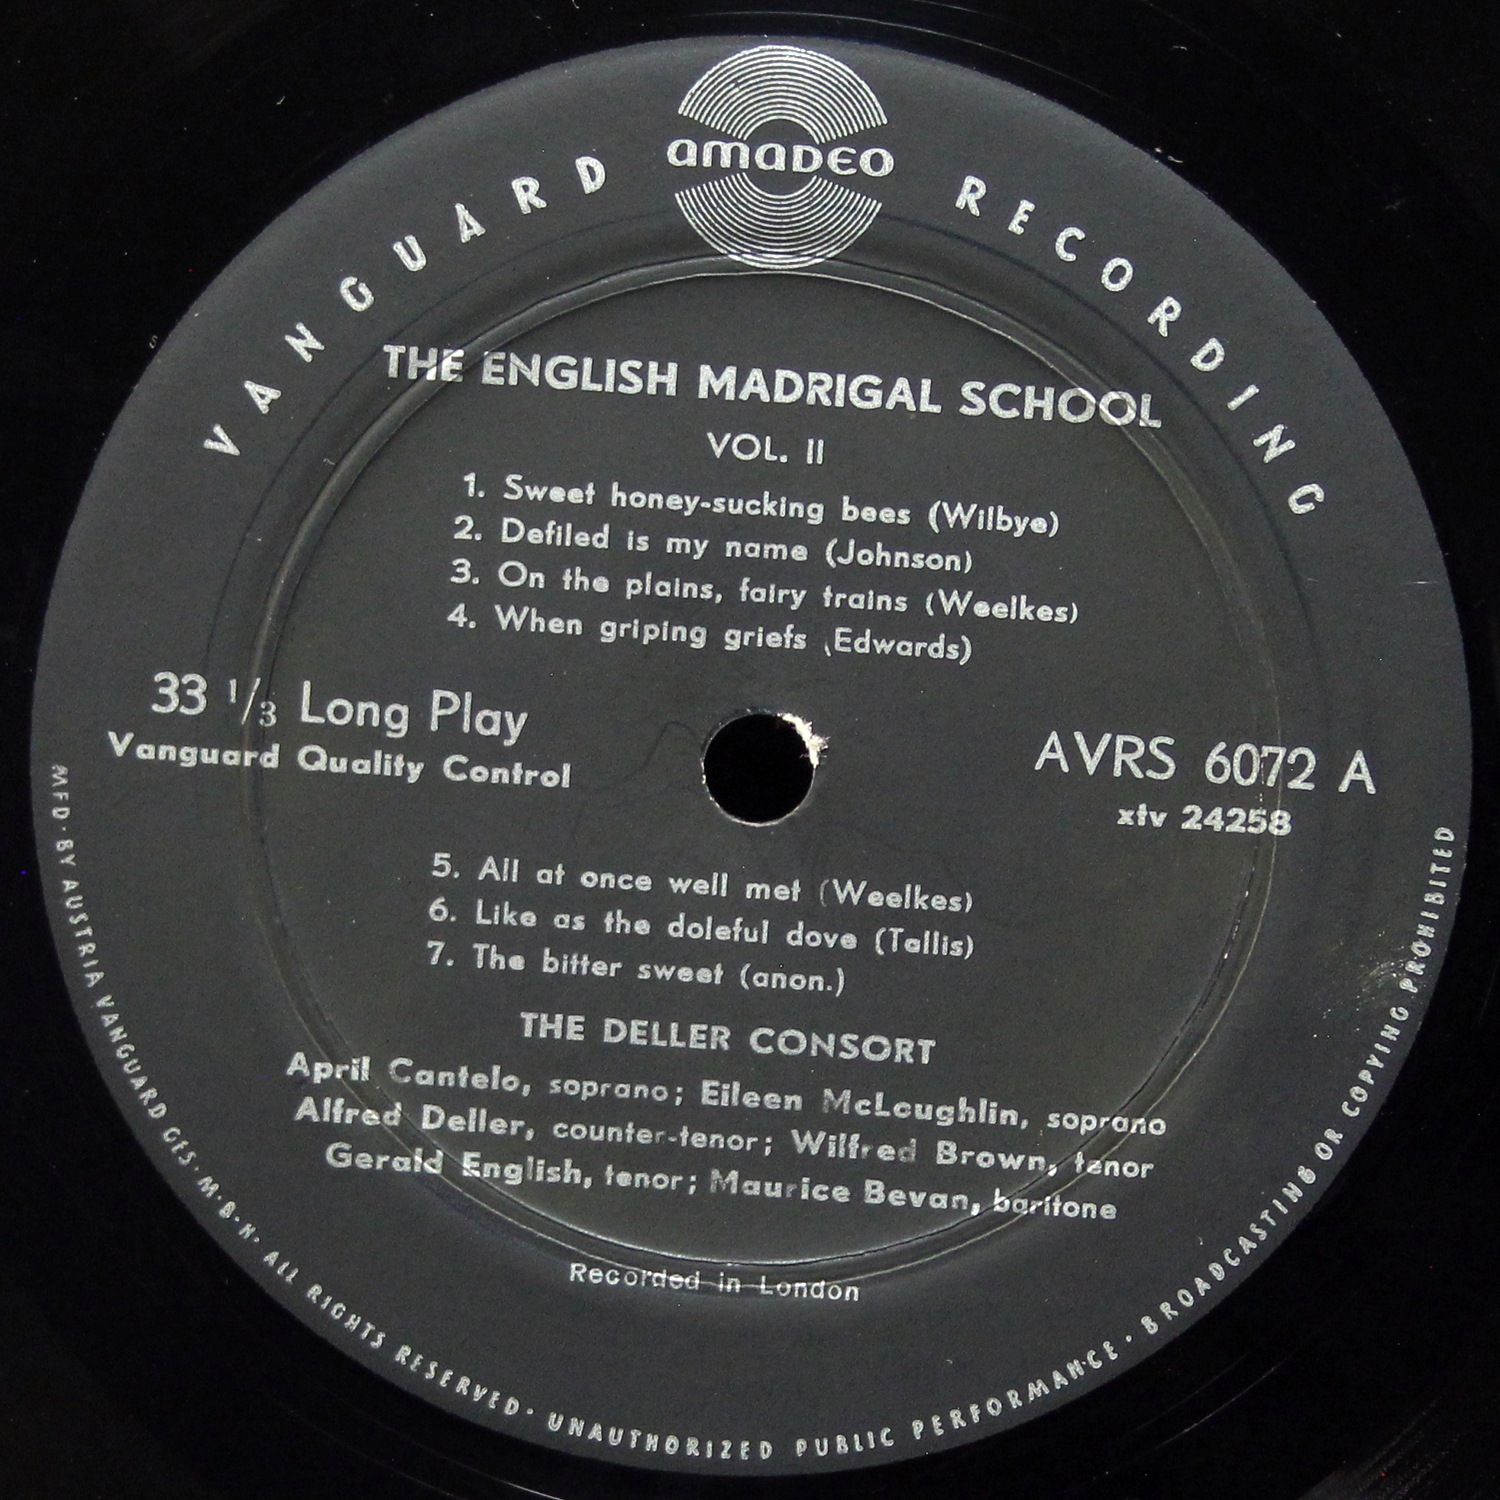 amadeo
VANGUARD RECORDING
THE ENGLISH MADRIGAL SCHOOL
VOL. II
1. Sweet honey-sucking bees (Wilbye)
2. Defiled is my name (Johnson)
3. On the plains, fairy trains (Weelkes)
4. When griping griefs (Edwards)
33 1/3 Long Play
Vanguard Quality Control
AVRS 6072 A
xtv 24258
5. All at once well met (Weelkes)
6. Like as the doleful dove (Tallis)
7. The bitter sweet (anon.)
THE DELLER CONSORT
April Cantelo, soprano; Eileen McLoughlin, soprano
Alfred Deller, counter-tenor; Wilfred Brown, tenor
Gerald English, tenor; Maurice Bevan, baritone
Recorded in London
MFD·BY AUSTRIA VANGUARD GES·M·B·H· ALL RIGHTS RESERVED· UNAUTHORIZED PUBLIC PERFORMANCE· BROADCASTING OR COPYING PROHIBITED